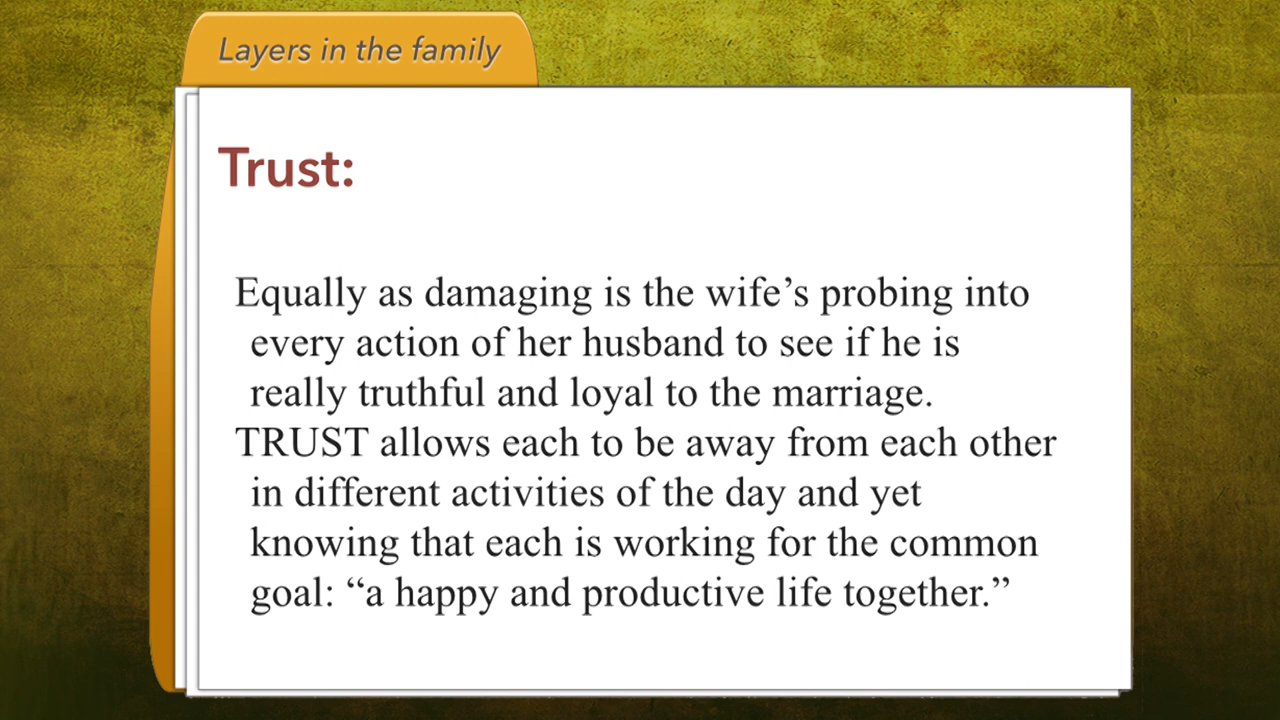 Layers in the family
Trust:
Equally as damaging is the wife’s probing into
every action of her husband to see if he is
really truthful and loyal to the marriage.
TRUST allows each to be away from each other
in different activities of the day and yet
knowing that each is working for the common
goal: “a happy and productive life together.”